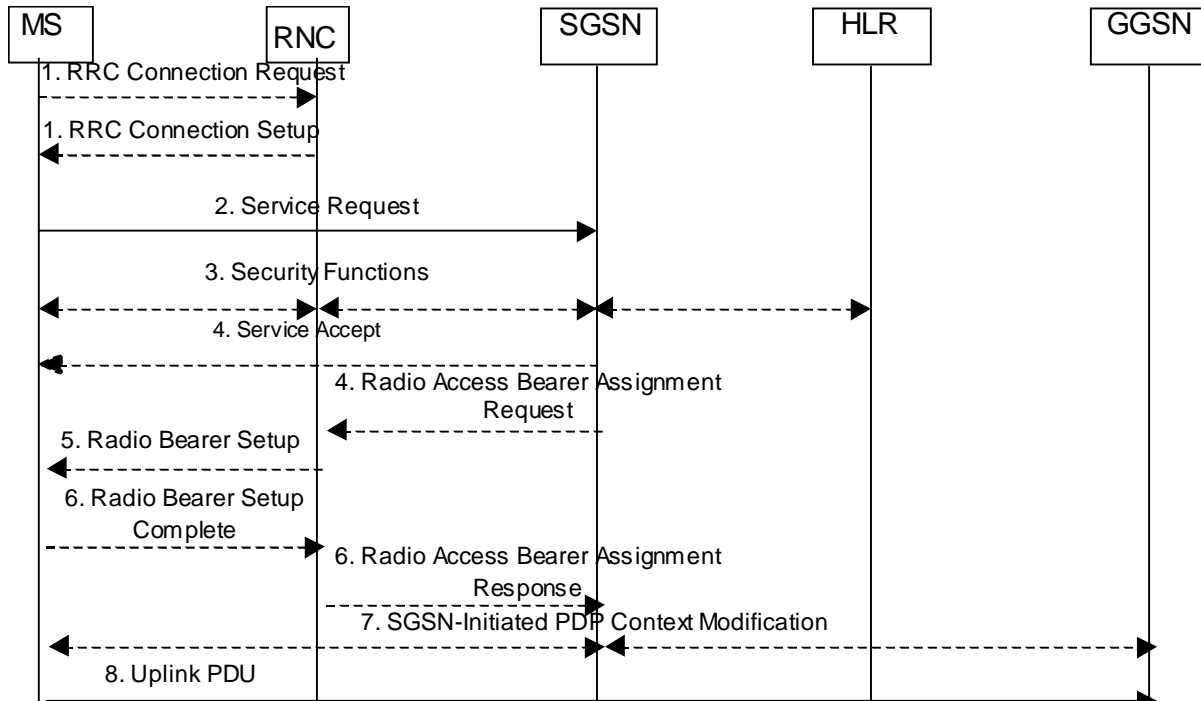 MS
RNC
SGSN
HLR
GGSN
1. RRC Connection Request
1. RRC Connection Setup
2. Service Request
3. Security Functions
4. Service Accept
4. Radio Access Bearer Assignment
Request
5. Radio Bearer Setup
6. Radio Bearer Setup
Complete
6. Radio Access Bearer Assignment
Response
7. SGSN-Initiated PDP Context Modification
8. Uplink PDU